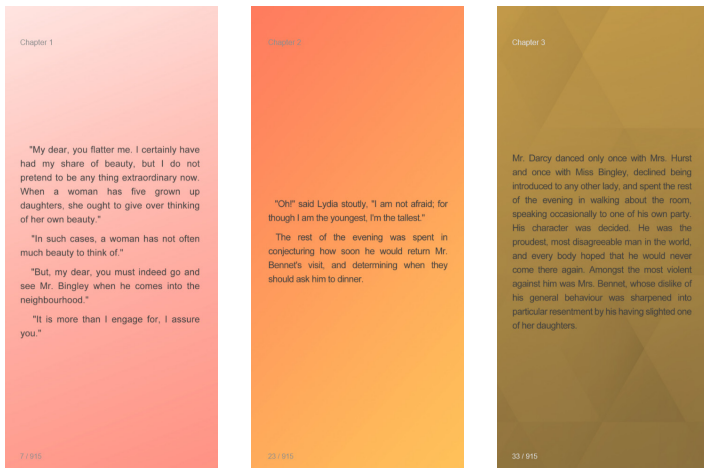 Chapter 1
"My dear, you flatter me. I certainly have
had my share of beauty, but I do not
pretend to be any thing extraordinary now.
When a woman has five grown up
daughters, she ought to give over thinking
of her own beauty."
"In such cases, a woman has not often
much beauty to think of."
"But, my dear, you must indeed go and
see Mr. Bingley when he comes into the
neighbourhood."
"It is more than I engage for, I assure
you."
7 / 915
Chapter 2
"Oh!" said Lydia stoutly, "I am not afraid; for
though I am the youngest, I'm the tallest."
The rest of the evening was spent in
conjecturing how soon he would return Mr.
Bennet's visit, and determining when they
should ask him to dinner.
23 / 915
Chapter 3
Mr. Darcy danced only once with Mrs. Hurst
and once with Miss Bingley, declined being
introduced to any other lady, and spent the rest
of the evening in walking about the room,
speaking occasionally to one of his own party.
His character was decided. He was the
proudest, most disagreeable man in the world,
and every body hoped that he would never
come there again. Amongst the most violent
against him was Mrs. Bennet, whose dislike of
his general behaviour was sharpened into
particular resentment by his having slighted one
of her daughters.
33 / 915